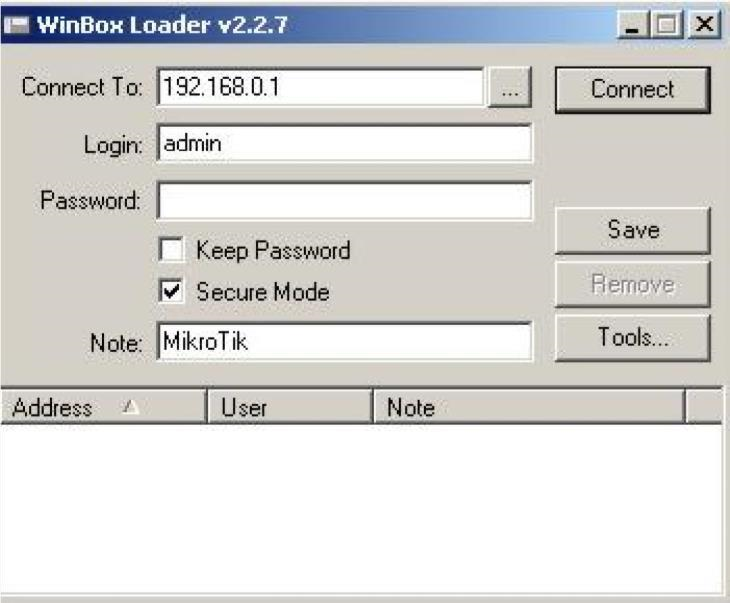 WinBox Loader v2.2.7
Connect To: 192.168.0.1 ... Connect
Login: admin
Password:
Keep Password Save
Secure Mode Remove
Note: MikroTik Tools...
Address User Note